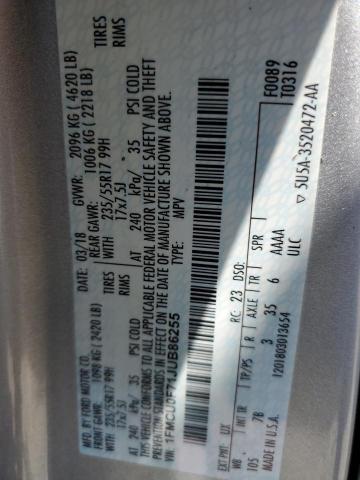 MFD. BY FORD MOTOR CO.
DATE: 03/18 GVWR: 2096 KG (4620 LB)
FRONT GAWR: 1098 KG (2420 LB) REAR GAWR: 1006 KG (2218 LB)
235/55R17 99H TIRES WITH 235/55R17 99H TIRES
17x7.5J RIMS 17x7.5J RIMS
AT 240 kPa/ 35 PSI COLD AT 240 kPa/ 35 PSI COLD
THIS VEHICLE CONFORMS TO ALL APPLICABLE FEDERAL MOTOR VEHICLE SAFETY AND THEFT
PREVENTION STANDARDS IN EFFECT ON THE DATE OF MANUFACTURE SHOWN ABOVE.
TYPE: MPV
F0089
T0316
EXT PNT: UX RC: 23 DSO:
WB INT TR TP/PS R AXLE TR SPR
105 7B 3 35 6 AAAA
MADE IN U.S.A. ULC
1201803013654
5U5A-3520472-AA